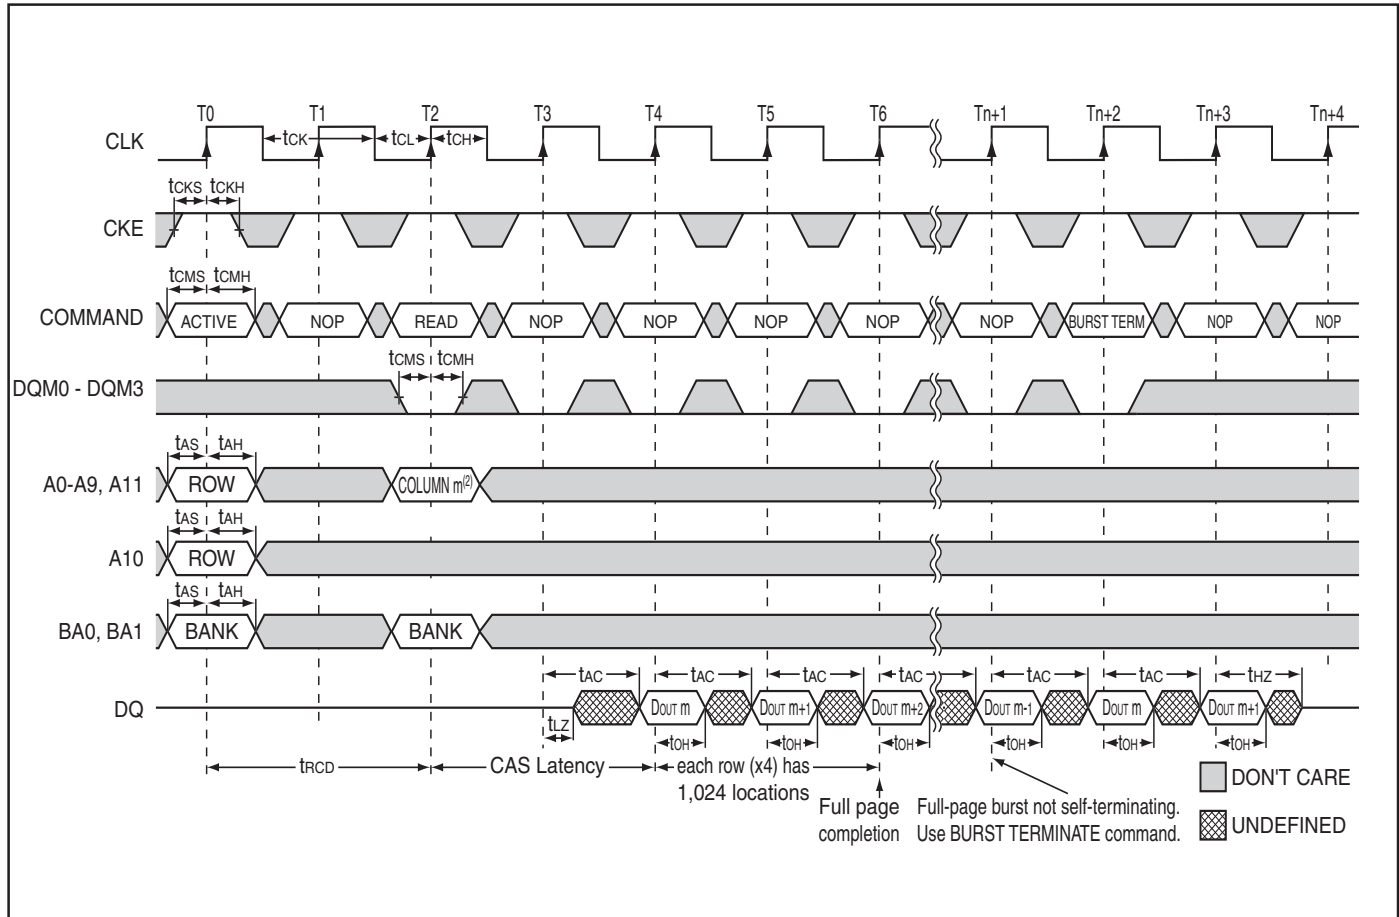 T0 T1 T2 T3 T4 T5 T6 Tn+1 Tn+2 Tn+3 Tn+4
CLK tCK tCL tCH
tCKS tCKH
CKE
tCMS tCMH
COMMAND ACTIVE NOP READ NOP NOP NOP NOP NOP BURST TERM NOP NOP
tCMS tCMH
DQM0 - DQM3
tAS tAH
A0-A9, A11 ROW COLUMN m(2)
tAS tAH
A10 ROW
tAS tAH
BA0, BA1 BANK BANK
tAC tAC tAC tAC tAC tAC tHZ
DQ DOUT m DOUT m+1 DOUT m+2 DOUT m-1 DOUT m DOUT m+1
tLZ tOH tOH tOH tOH tOH tOH
tRCD CAS Latency each row (x4) has
1,024 locations
Full page
completion
Full-page burst not self-terminating.
Use BURST TERMINATE command.
DON'T CARE
UNDEFINED